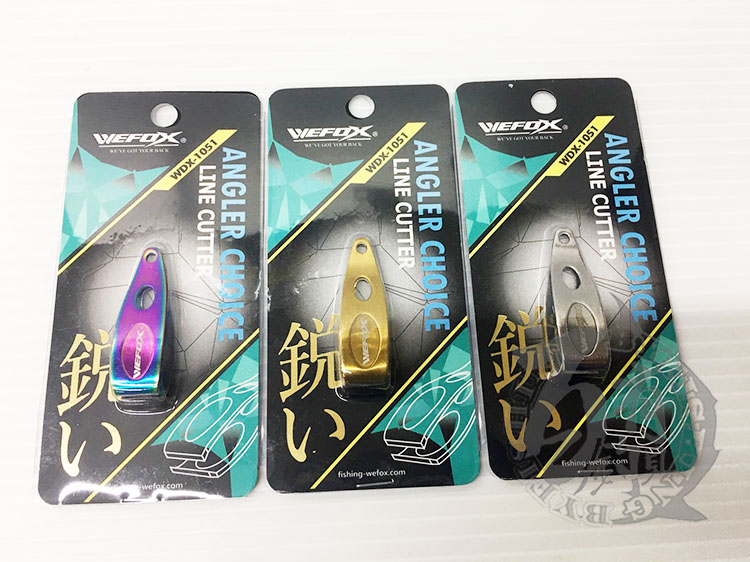 WEFOX®
WE'VE GOT YOUR BACK
WDX-1051
ANGLER CHOICE
LINE CUTTER
WEFOX
鋭い
fishing-wefox.com
WEFOX®
WE'VE GOT YOUR BACK
WDX-1051
ANGLER CHOICE
LINE CUTTER
WEFOX
鋭い
fishing-wefox.com
WEFOX
WE'VE GOT YOUR BACK
WDX-1051
ANGLER CHOICE
LINE CUTTER
WEFOX
鋭い